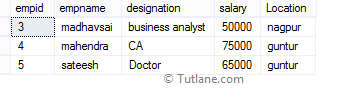 empid empname designation salary Location
3 madhavsai business analyst 50000 nagpur
4 mahendra CA 75000 guntur
5 sateesh Doctor 65000 guntur
© Tutlane.com